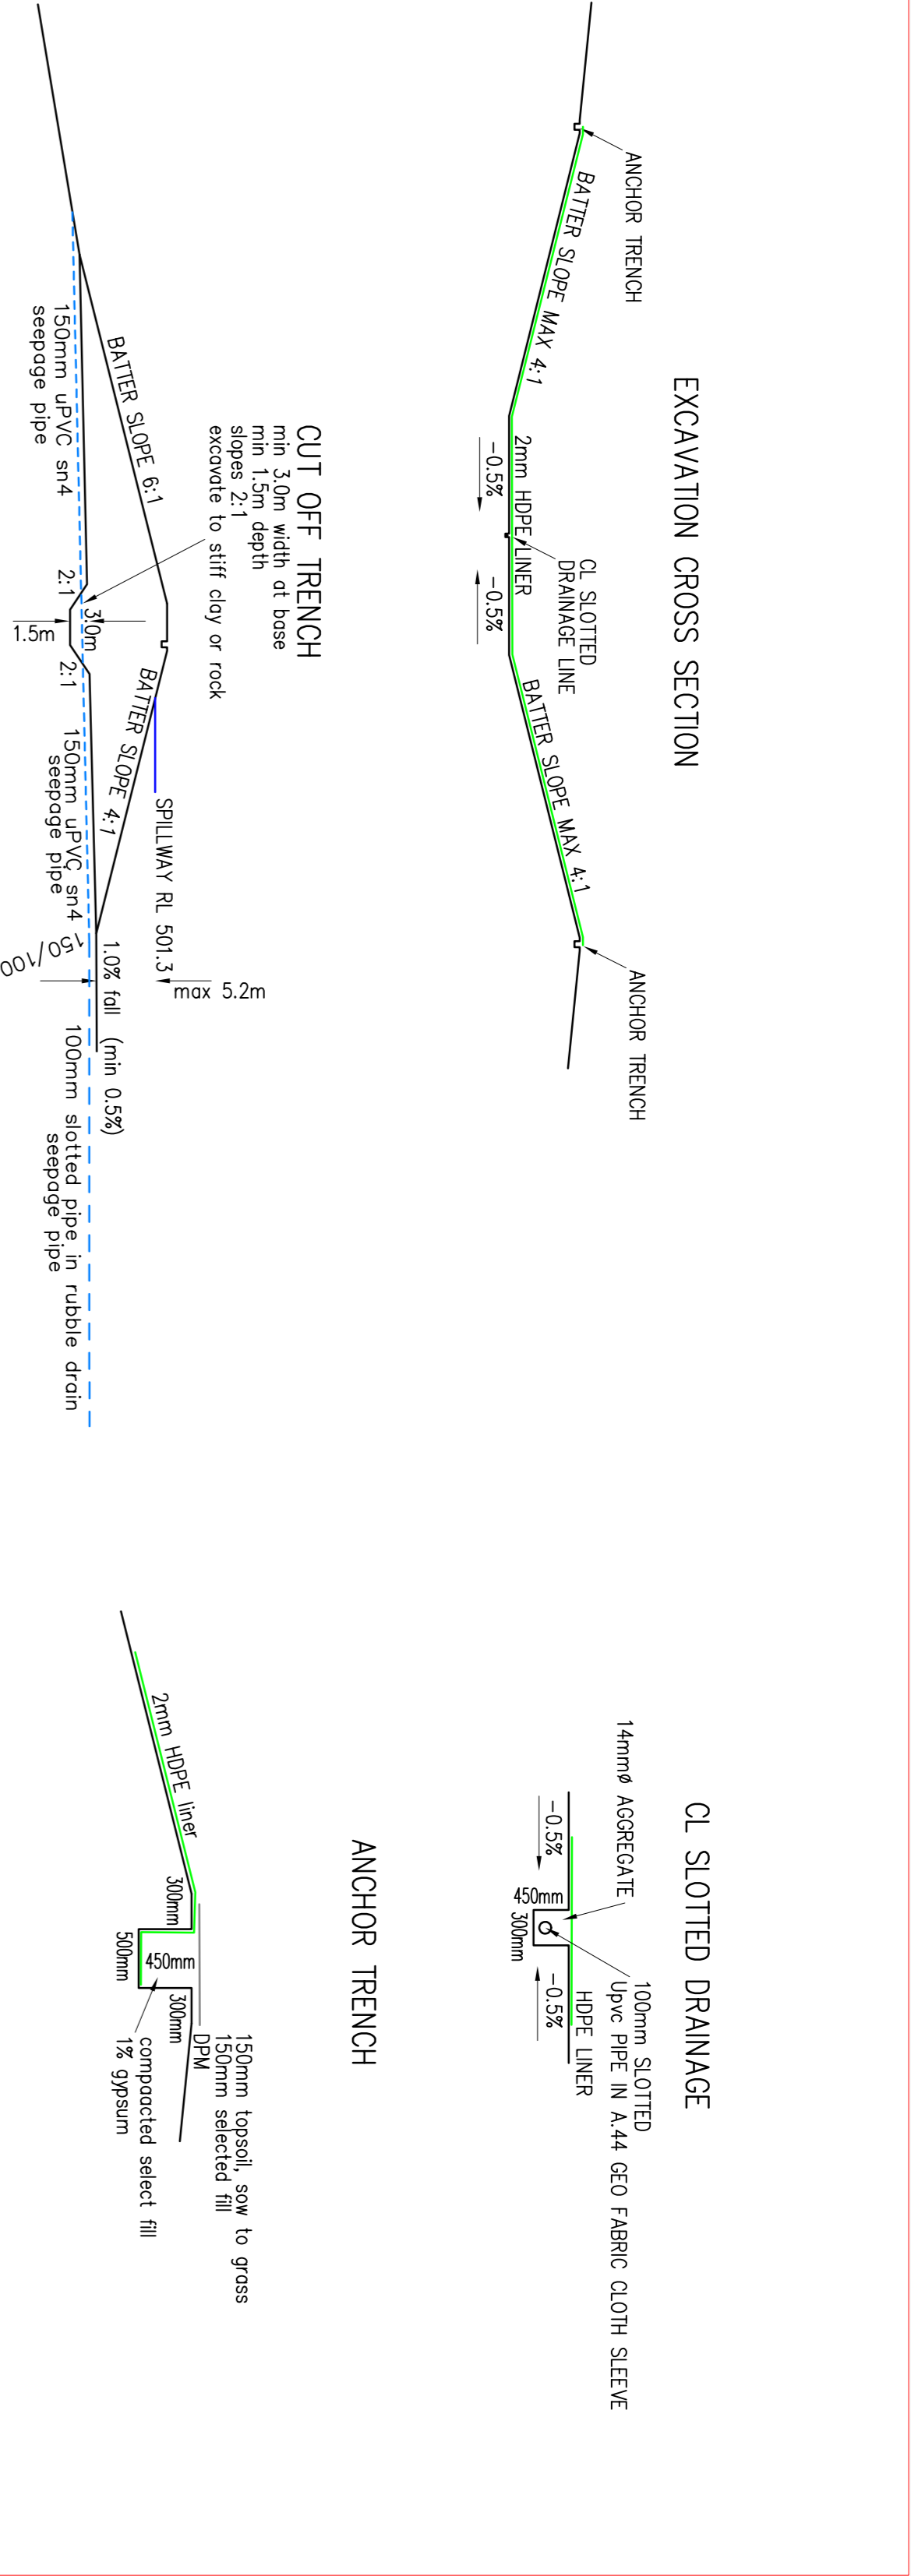 EXCAVATION CROSS SECTION
ANCHOR TRENCH
BATTER SLOPE MAX 4:1
2mm HDPE LINER
-0.5%
CL SLOTTED
DRAINAGE LINE
-0.5%
BATTER SLOPE MAX 4:1
ANCHOR TRENCH
CL SLOTTED DRAINAGE
14mmØ AGGREGATE
100mm SLOTTED
Upvc PIPE IN A.44 GEO FABRIC CLOTH SLEEVE
-0.5%
450mm
300mm
-0.5%
HDPE LINER
CUT OFF TRENCH
min 3.0m width at base
min 1.5m depth
slopes 2:1
excavate to stiff clay or rock
BATTER SLOPE 6:1
BATTER SLOPE 4:1
SPILLWAY RL 501.3
max 5.2m
150mm uPVC sn4
seepage pipe
2:1
3.0m
1.5m
2:1
150mm uPVC sn4
seepage pipe
150/100
1.0% fall (min 0.5%)
100mm slotted pipe in rubble drain
seepage pipe
ANCHOR TRENCH
2mm HDPE liner
300mm
500mm
450mm
300mm
DPM
150mm topsoil, sow to grass
150mm selected fill
compaacted select fill
1% gypsum